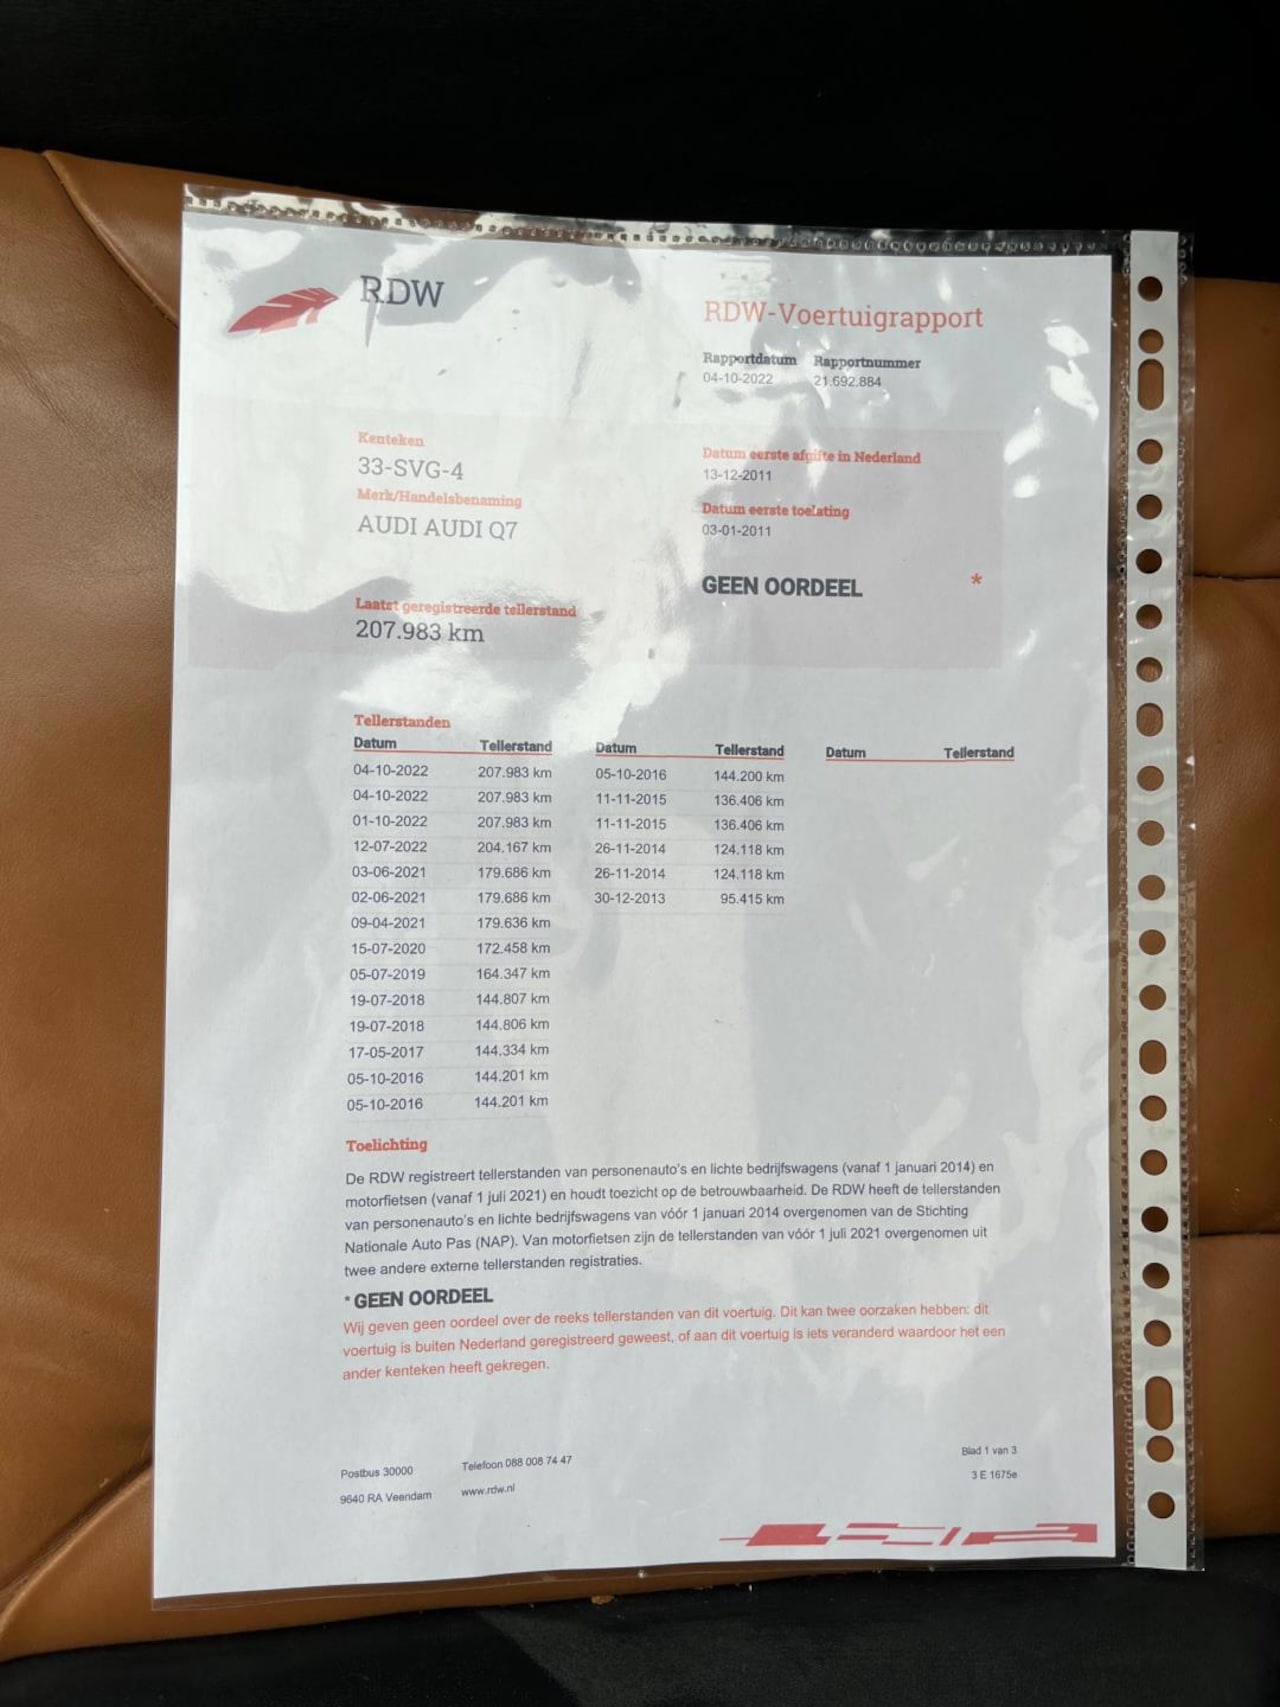 RDW
RDW-Voertuigrapport
Rapportdatum Rapportnummer
04-10-2022 21.692.884
Kenteken
33-SVG-4
Merk/Handelsbenaming
AUDI AUDI Q7
Datum eerste afgifte in Nederland
13-12-2011
Datum eerste toelating
03-01-2011
GEEN OORDEEL *
Laatst geregistreerde tellerstand
207.983 km
Tellerstanden
Datum Tellerstand Datum Tellerstand Datum Tellerstand
04-10-2022 207.983 km 05-10-2016 144.200 km
04-10-2022 207.983 km 11-11-2015 136.406 km
01-10-2022 207.983 km 11-11-2015 136.406 km
12-07-2022 204.167 km 26-11-2014 124.118 km
03-06-2021 179.686 km 26-11-2014 124.118 km
02-06-2021 179.686 km 30-12-2013 95.415 km
09-04-2021 179.636 km
15-07-2020 172.458 km
05-07-2019 164.347 km
19-07-2018 144.807 km
19-07-2018 144.806 km
17-05-2017 144.334 km
05-10-2016 144.201 km
05-10-2016 144.201 km
Toelichting
De RDW registreert tellerstanden van personenauto's en lichte bedrijfswagens (vanaf 1 januari 2014) en
motorfietsen (vanaf 1 juli 2021) en houdt toezicht op de betrouwbaarheid. De RDW heeft de tellerstanden
van personenauto's en lichte bedrijfswagens van vóór 1 januari 2014 overgenomen van de Stichting
Nationale Auto Pas (NAP). Van motorfietsen zijn de tellerstanden van vóór 1 juli 2021 overgenomen uit
twee andere externe tellerstanden registraties.
* GEEN OORDEEL
Wij geven geen oordeel over de reeks tellerstanden van dit voertuig. Dit kan twee oorzaken hebben: dit
voertuig is buiten Nederland geregistreerd geweest, of aan dit voertuig is iets veranderd waardoor het een
ander kenteken heeft gekregen.
Postbus 30000 Telefoon 088 008 74 47
9640 RA Veendam www.rdw.nl
Blad 1 van 3
3 E 1675e